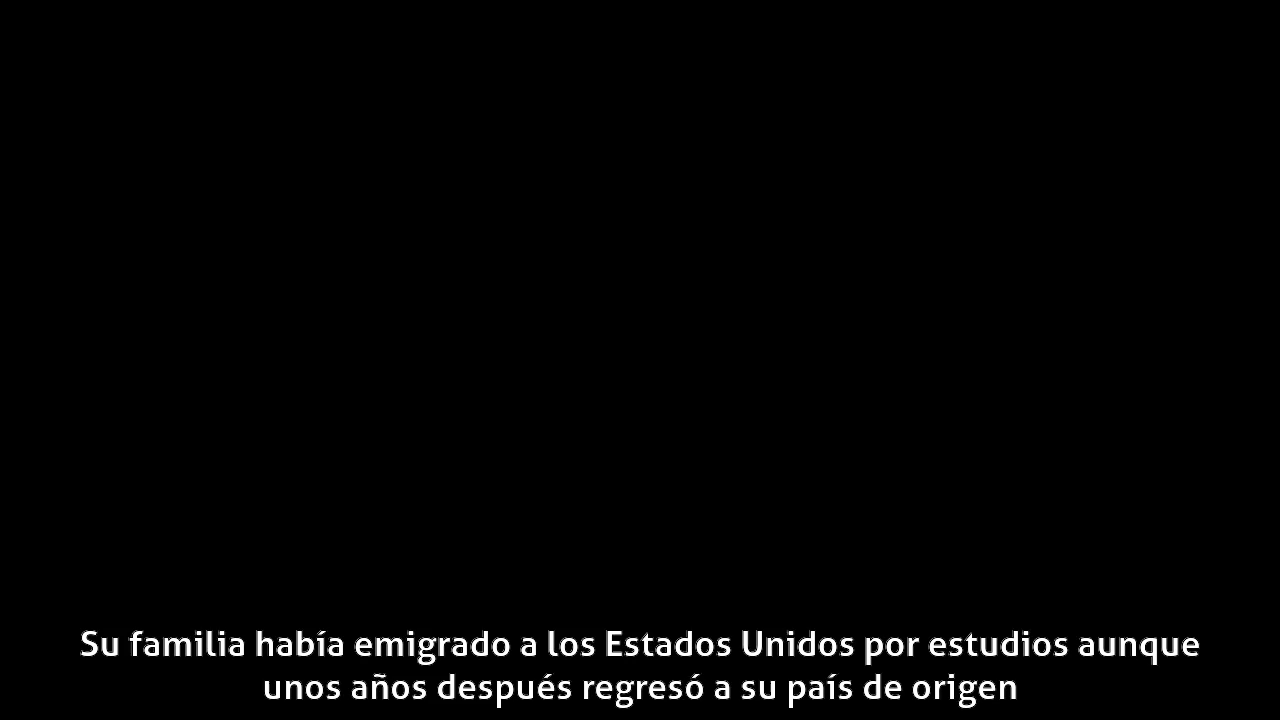 Su familia había emigrado a los Estados Unidos por estudios aunque
unos años después regresó a su país de origen